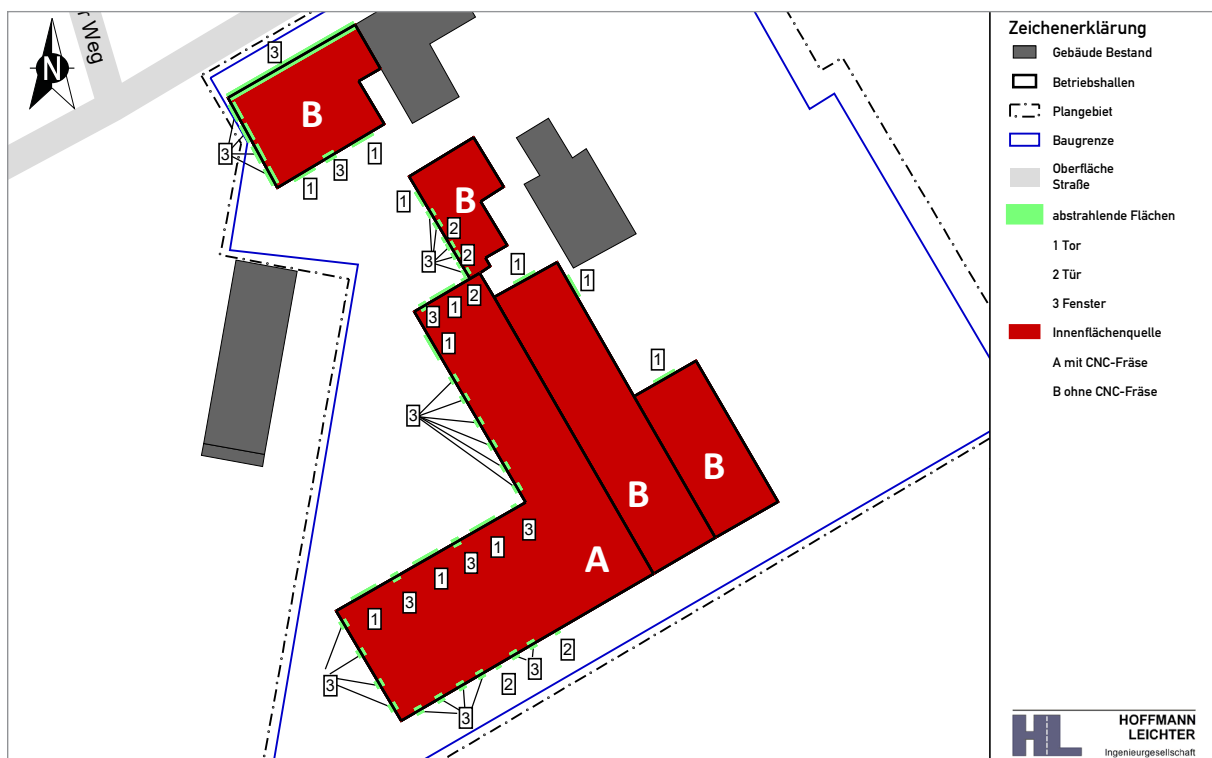 r Weg
N
3
B
3
1
3
1
B
1
2
3
2
1
1
3
1
2
1
1
3
B
B
A
3
1
3
1
3
1
3
2
3
2
3
Zeichenerklärung
Gebäude Bestand
Betriebshallen
Plangebiet
Baugrenze
Oberfläche
Straße
abstrahlende Flächen
1 Tor
2 Tür
3 Fenster
Innenflächenquelle
A mit CNC-Fräse
B ohne CNC-Fräse
HL
HOFFMANN
LEICHTER
Ingenieurgesellschaft